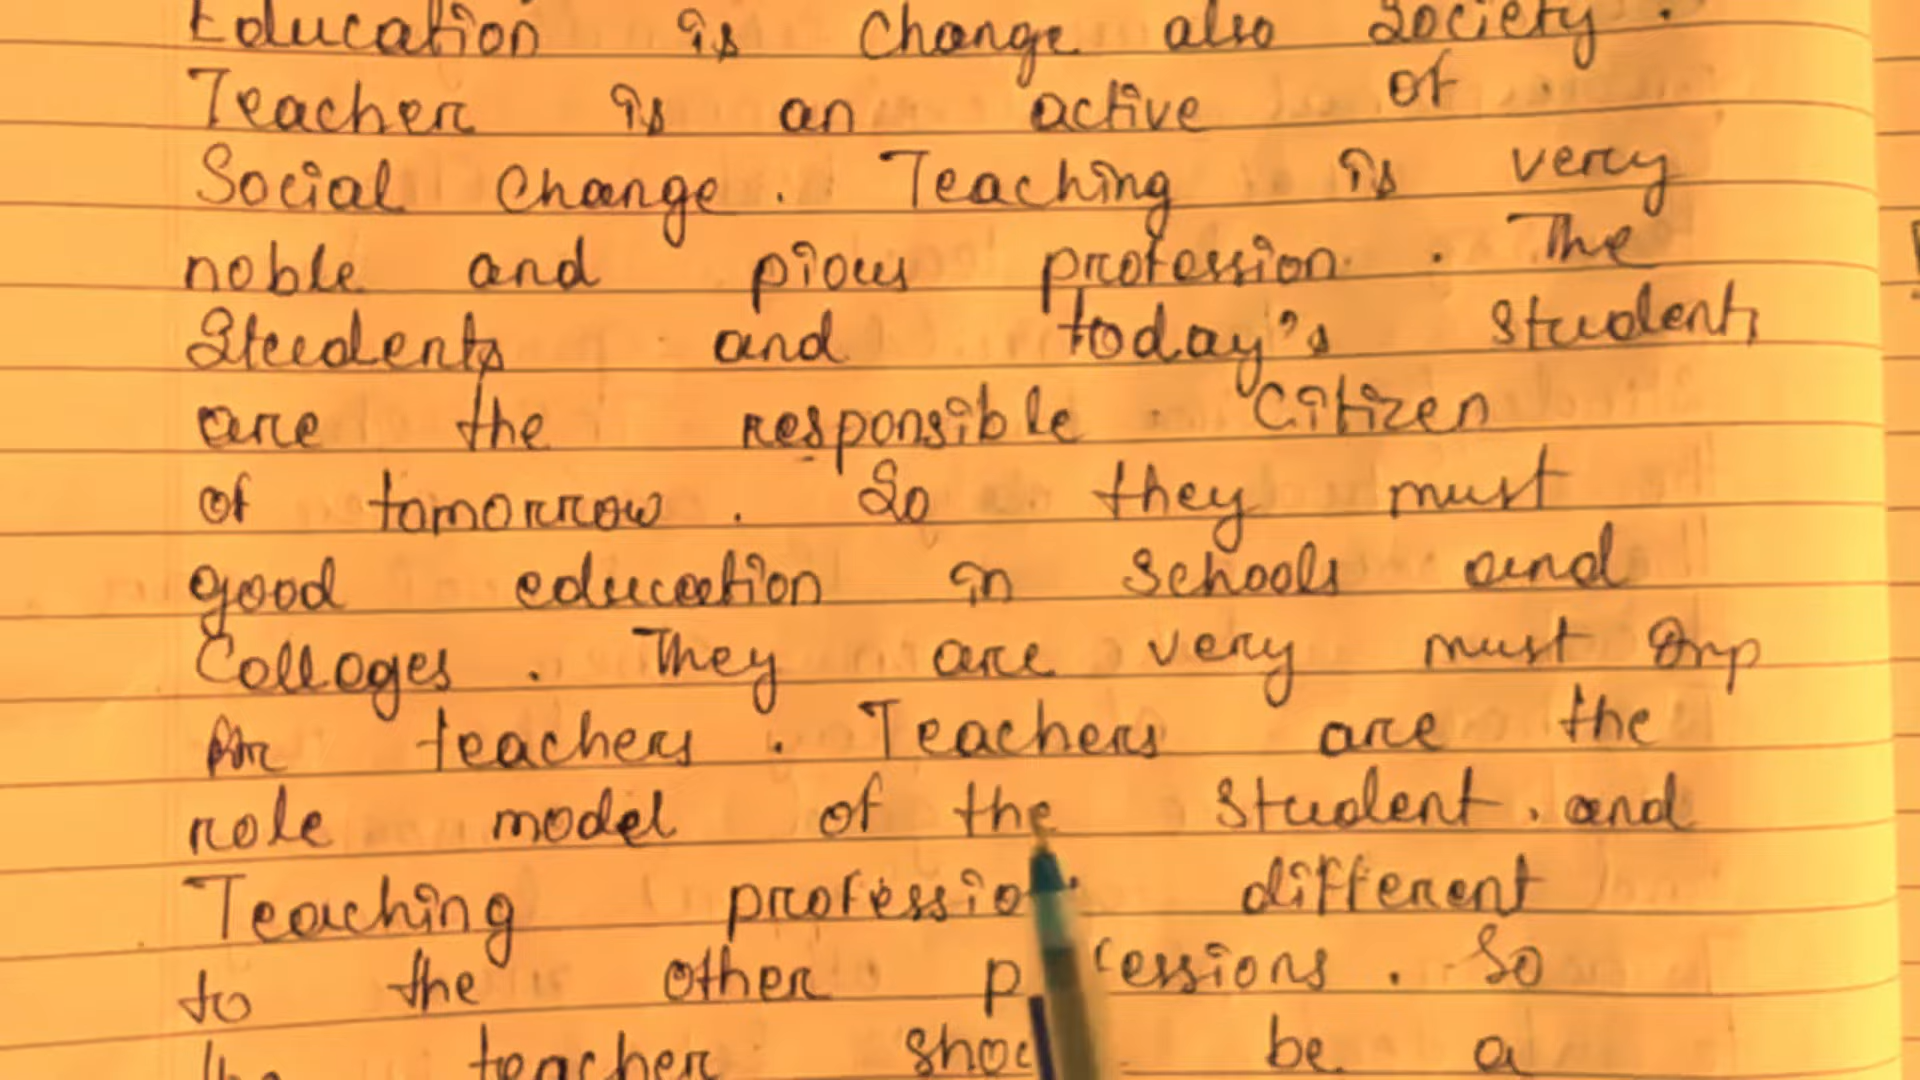 Education is change also Society.
Teacher is an active of
Social change. Teaching is very
noble and pious profession. The
Students and today's students
are the responsible Citizen
of tomorrow. So they must
good education in Schools and
Colloges. They are very must Imp
for teachers. Teachers are the
role model of the Student. and
Teaching profession different
to the other So
teacher be a